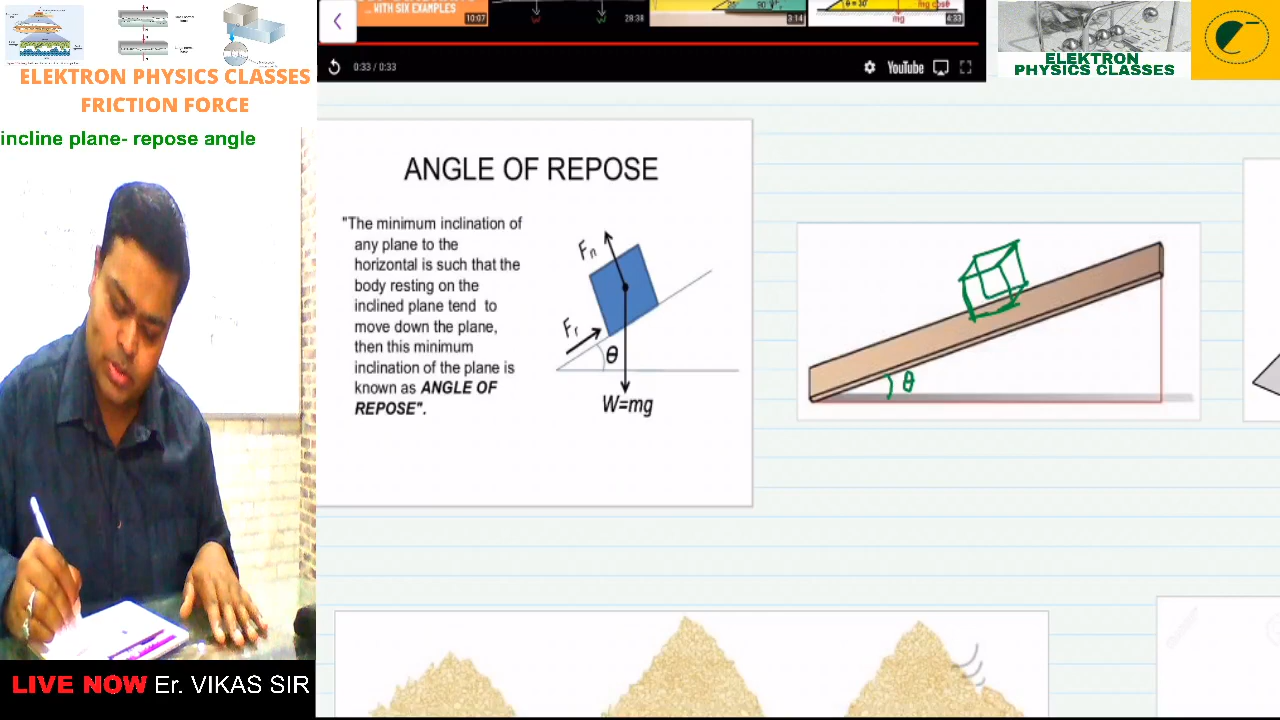 WITH SIX EXAMPLES
10:07
28:38
90
3:14
θ = 30°
mg cosθ
mg
4:33
0:33 / 0:33
YouTube
ELEKTRON
PHYSICS CLASSES
ELEKTRON PHYSICS CLASSES
FRICTION FORCE
incline plane- repose angle
ANGLE OF REPOSE
"The minimum inclination of
any plane to the
horizontal is such that the
body resting on the
inclined plane tend to
move down the plane,
then this minimum
inclination of the plane is
known as ANGLE OF
REPOSE".
Fn
Fr
θ
W=mg
θ
LIVE NOW Er. VIKAS SIR